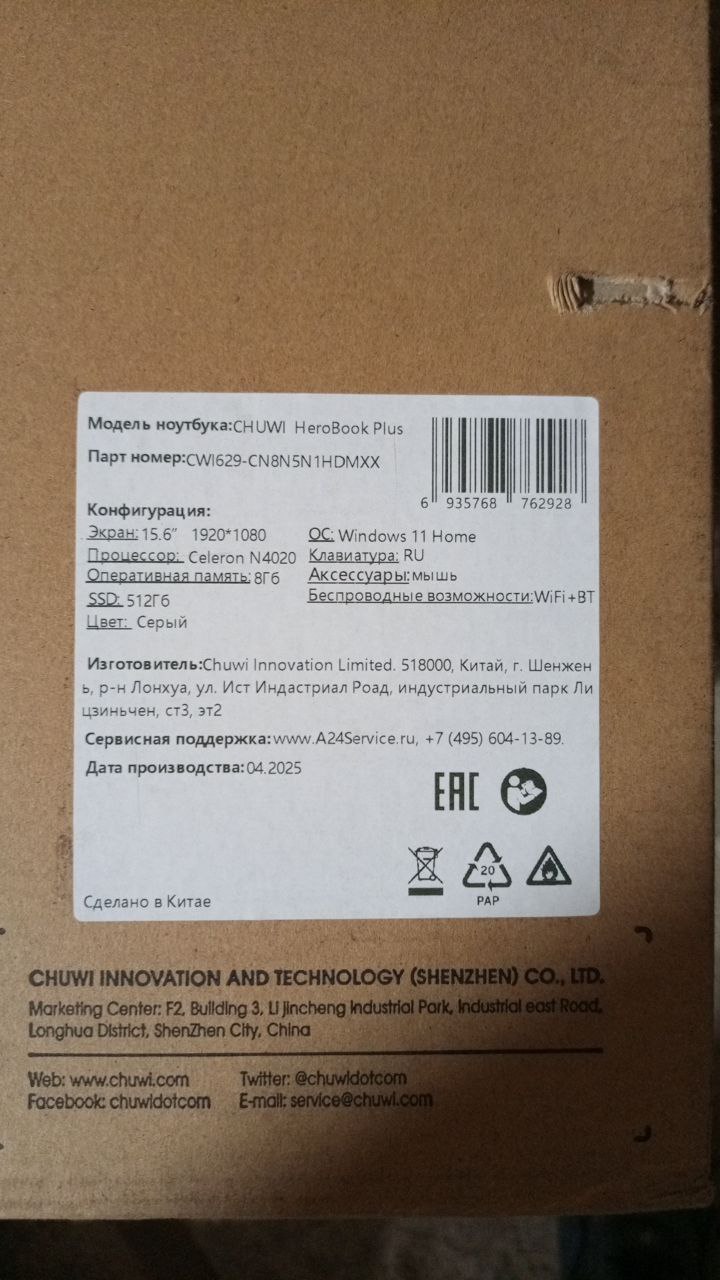 Модель ноутбука:CHUWI HeroBook Plus
Парт номер:CWI629-CN8N5N1HDMXX
6 935768 762928
Конфигурация:
Экран: 15.6" 1920*1080
ОС: Windows 11 Home
Процессор: Celeron N4020
Клавиатура: RU
Оперативная память: 8Гб
Аксессуары:мышь
SSD: 512Гб
Беспроводные возможности:WiFi+BT
Цвет: Серый
Изготовитель:Chuwi Innovation Limited. 518000, Китай, г. Шенжен
ь, р-н Лонхуа, ул. Ист Индастриал Роад, индустриальный парк Ли
цзиньчен, ст3, эт2
Сервисная поддержка:www.A24Service.ru, +7 (495) 604-13-89.
Дата производства:04.2025
EAC
20
PAP
Сделано в Китае
CHUWI INNOVATION AND TECHNOLOGY (SHENZHEN) CO., LTD.
Marketing Center: F2, Building 3, Li Jincheng Industrial Park, Industrial east Road,
Longhua District, ShenZhen City, China
Web: www.chuwi.com
Twitter: @chuwidotcom
Facebook: chuwidotcom
E-mail: service@chuwi.com